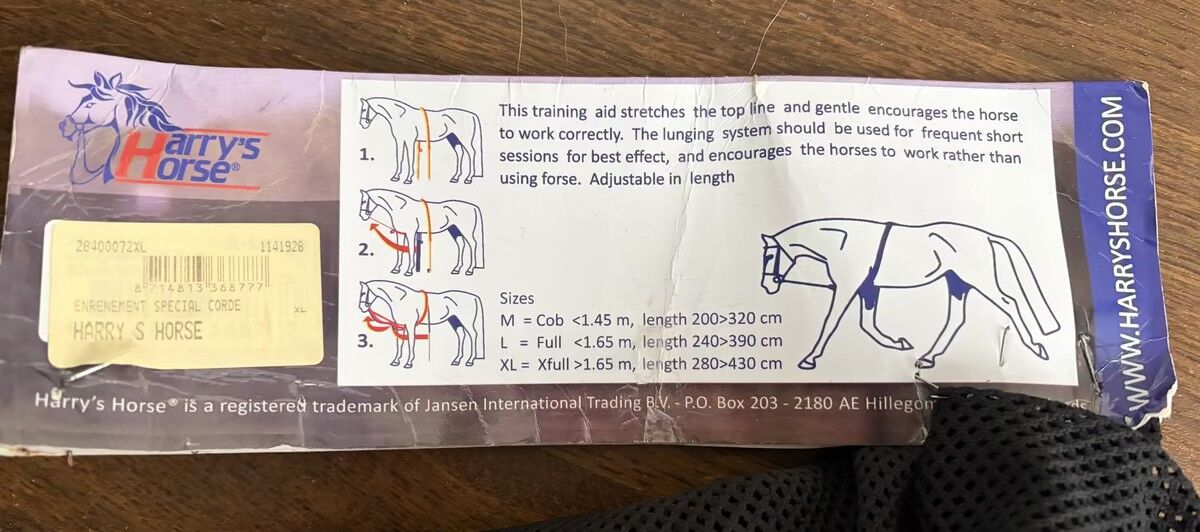 Harry's
Horse®
28400072XL 1141928
8 714813 368777
ENRENEMENT SPECIAL CORDE XL
HARRY S HORSE
1.
2.
3.
This training aid stretches the top line and gentle encourages the horse
to work correctly. The lunging system should be used for frequent short
sessions for best effect, and encourages the horses to work rather than
using forse. Adjustable in length
Sizes
M = Cob <1.45 m, length 200>320 cm
L = Full <1.65 m, length 240>390 cm
XL = Xfull >1.65 m, length 280>430 cm
Harry's Horse® is a registered trademark of Jansen International Trading B.V. - P.O. Box 203 - 2180 AE Hillegom
WWW.HARRYSHORSE.COM